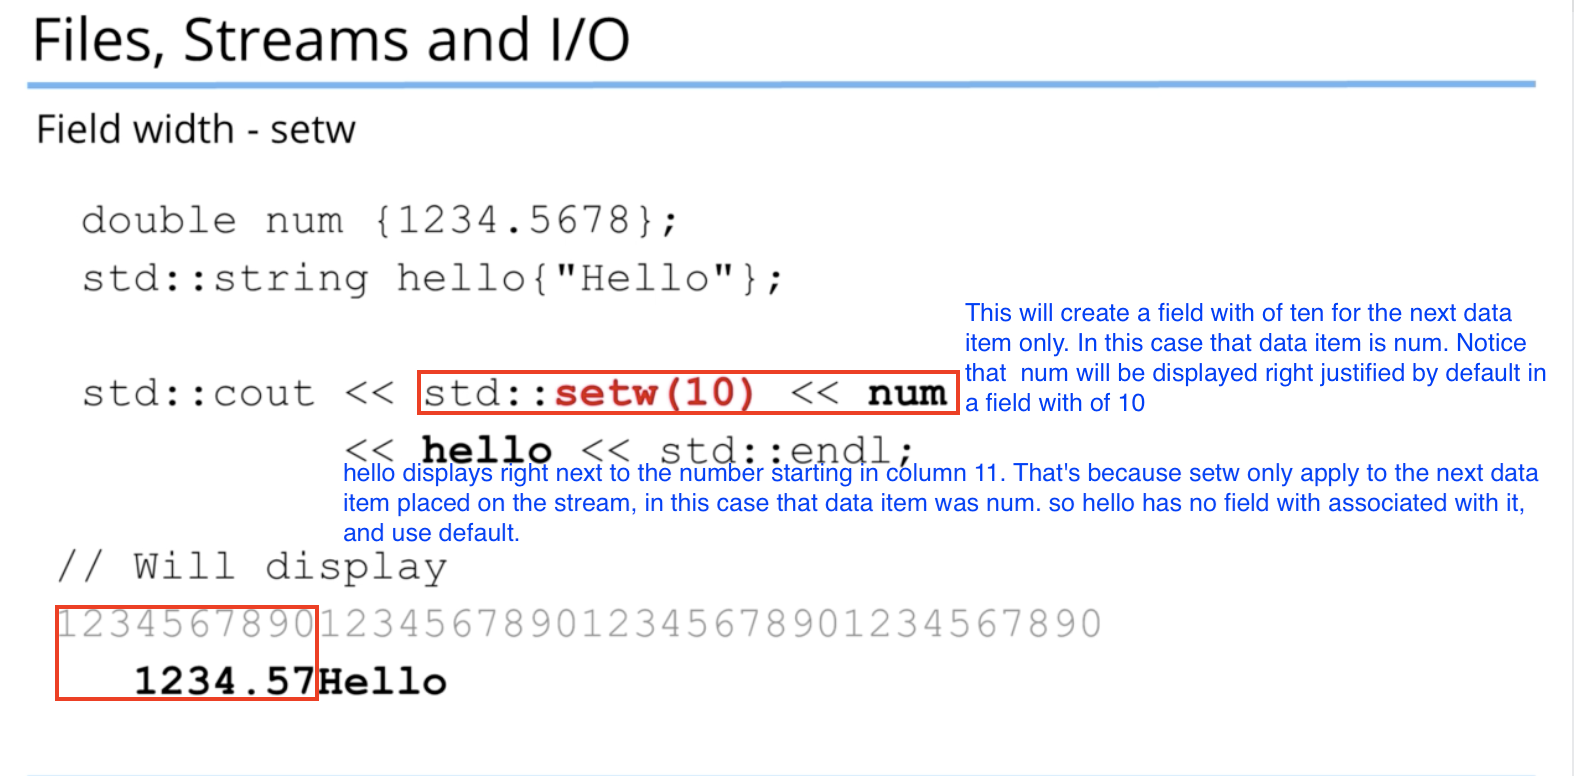 Files, Streams and I/O
Field width - setw
double num {1234.5678};
std::string hello{"Hello"};
This will create a field with of ten for the next data
item only. In this case that data item is num. Notice
that  num will be displayed right justified by default in
a field with of 10
std::cout << std::setw(10) << num
<< hello << std::endl;
hello displays right next to the number starting in column 11. That's because setw only apply to the next data
item placed on the stream, in this case that data item was num. so hello has no field with associated with it,
and use default.
// Will display
1234567890123456789012345678901234567890
1234.57Hello